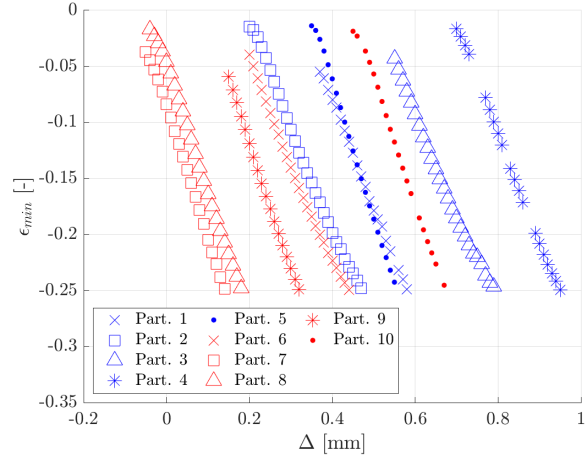 0
-0.05
-0.1
-0.15
-0.2
-0.25
-0.3
-0.35
ϵmin [-]
Part. 1 Part. 5 Part. 9
Part. 2 Part. 6 Part. 10
Part. 3 Part. 7
Part. 4 Part. 8
-0.2 0 0.2 0.4 0.6 0.8 1
Δ [mm]